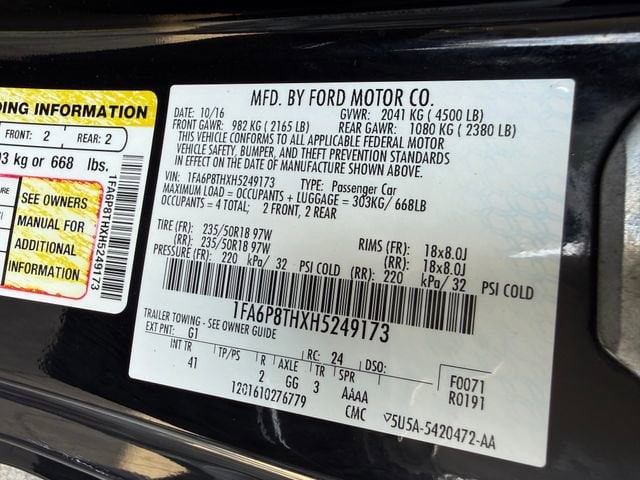 DING INFORMATION
FRONT: 2 REAR: 2
93 kg or 668 lbs.
SEE OWNERS
MANUAL FOR
ADDITIONAL
INFORMATION
1FA6P8THXH5249173
MFD. BY FORD MOTOR CO.
DATE: 10/16 GVWR: 2041 KG ( 4500 LB)
FRONT GAWR: 982 KG ( 2165 LB) REAR GAWR: 1080 KG ( 2380 LB)
THIS VEHICLE CONFORMS TO ALL APPLICABLE FEDERAL MOTOR
VEHICLE SAFETY, BUMPER, AND THEFT PREVENTION STANDARDS
IN EFFECT ON THE DATE OF MANUFACTURE SHOWN ABOVE.
VIN: 1FA6P8THXH5249173 TYPE: Passenger Car
MAXIMUM LOAD = OCCUPANTS + LUGGAGE = 303KG/ 668LB
OCCUPANTS = 4 TOTAL; 2 FRONT, 2 REAR
TIRE (FR): 235/50R18 97W RIMS (FR): 18x8.0J
(RR): 235/50R18 97W (RR): 18x8.0J
PRESSURE (FR): 220 kPa/ 32 PSI COLD (RR): 220 kPa/ 32 PSI COLD
1FA6P8THXH5249173
TRAILER TOWING - SEE OWNER GUIDE
EXT PNT: G1 RC: 24 DSO:
INT TR TP/PS R AXLE TR SPR
41 2 GG 3 AAAA
F0071
R0191
1201610276779 CMC 5U5A-5420472-AA